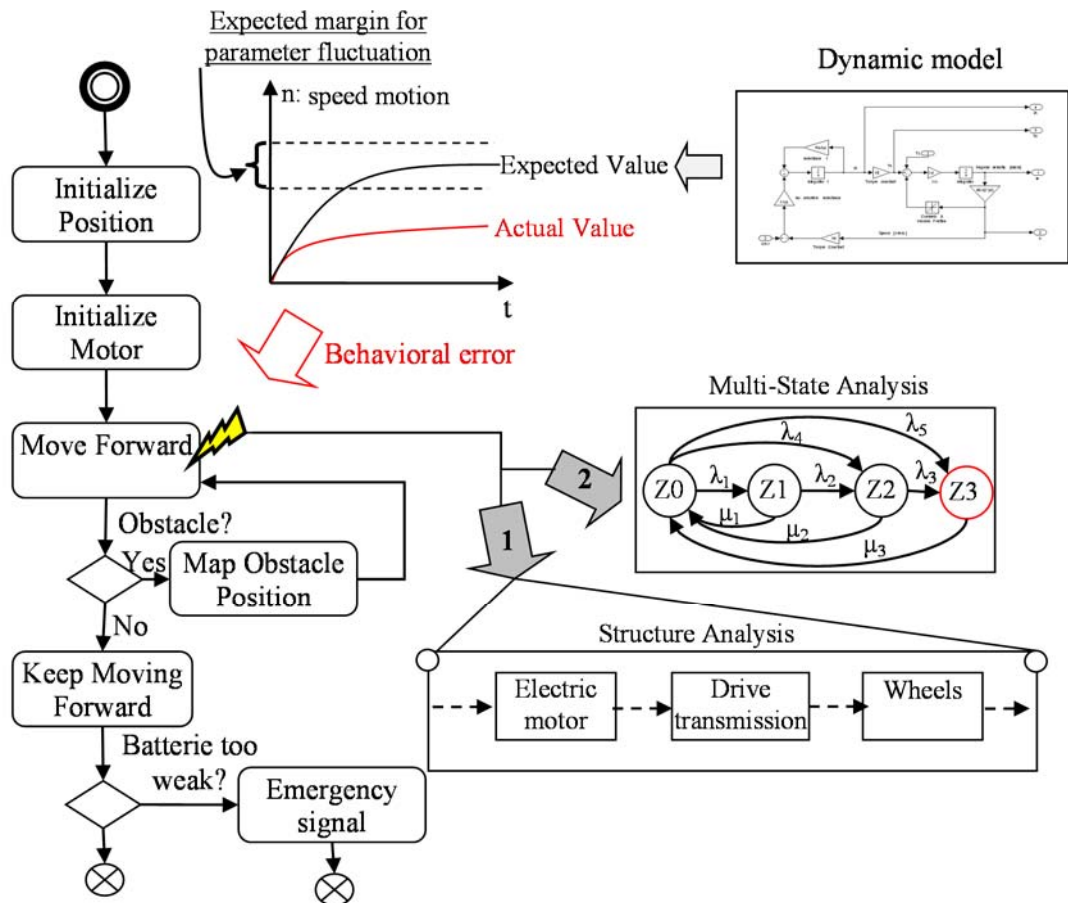 Expected margin for
parameter fluctuation
n: speed motion
Expected Value
Actual Value
t
Dynamic model
Behavioral error
Initialize
Position
Initialize
Motor
Move Forward
Obstacle?
Yes
Map Obstacle
Position
No
Keep Moving
Forward
Batterie too
weak?
Emergency
signal
2
1
Multi-State Analysis
Z0
λ1
Z1
λ2
Z2
λ3
Z3
λ4
λ5
μ1
μ2
μ3
Structure Analysis
Electric
motor
Drive
transmission
Wheels